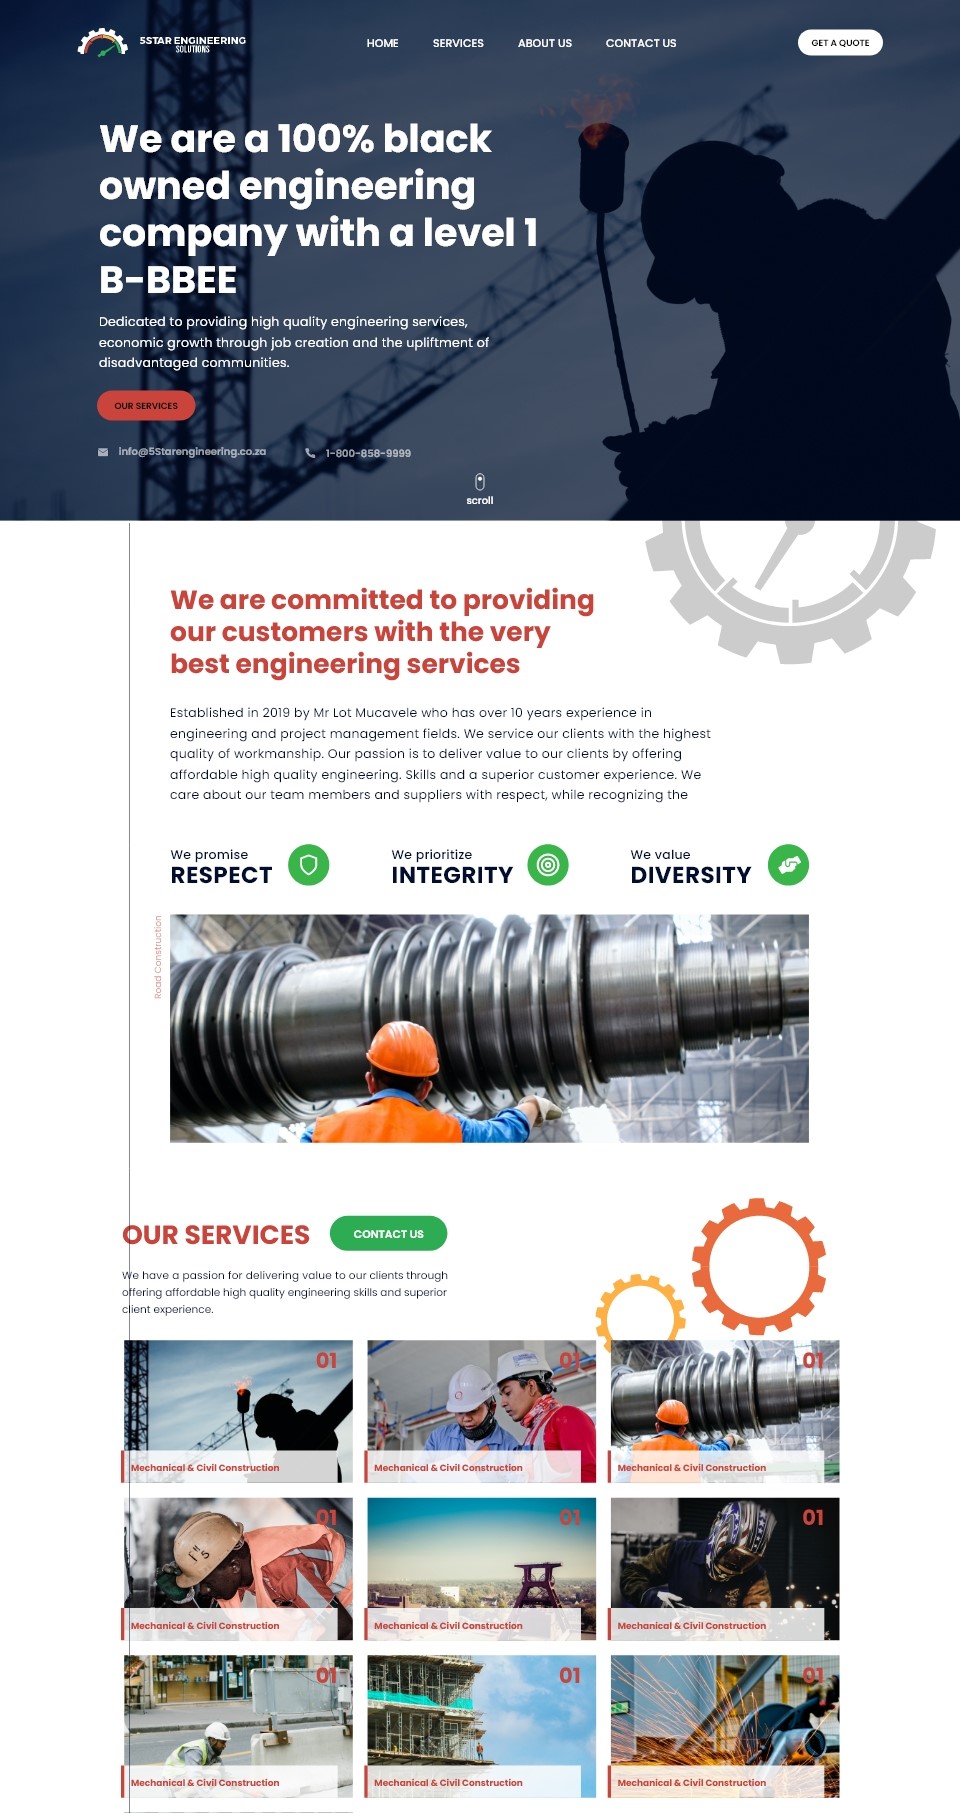 5STAR ENGINEERING
SOLUTIONS
HOME
SERVICES
ABOUT US
CONTACT US
GET A QUOTE
We are a 100% black
owned engineering
company with a level 1
B-BBEE
Dedicated to providing high quality engineering services,
economic growth through job creation and the upliftment of
disadvantaged communities.
OUR SERVICES
Info@5Starengineering.co.za
1-800-858-9999
scroll
We are committed to providing
our customers with the very
best engineering services
Established in 2019 by Mr Lot Mucavele who has over 10 years experience in
engineering and project management fields. We service our clients with the highest
quality of workmanship. Our passion is to deliver value to our clients by offering
affordable high quality engineering. Skills and a superior customer experience. We
care about our team members and suppliers with respect, while recognizing the
We promise
RESPECT
We prioritize
INTEGRITY
We value
DIVERSITY
Road Construction
OUR SERVICES
CONTACT US
We have a passion for delivering value to our clients through
offering affordable high quality engineering skills and superior
client experience.
01
Mechanical & Civil Construction
01
Mechanical & Civil Construction
01
Mechanical & Civil Construction
01
Mechanical & Civil Construction
01
Mechanical & Civil Construction
01
Mechanical & Civil Construction
01
Mechanical & Civil Construction
01
Mechanical & Civil Construction
01
Mechanical & Civil Construction